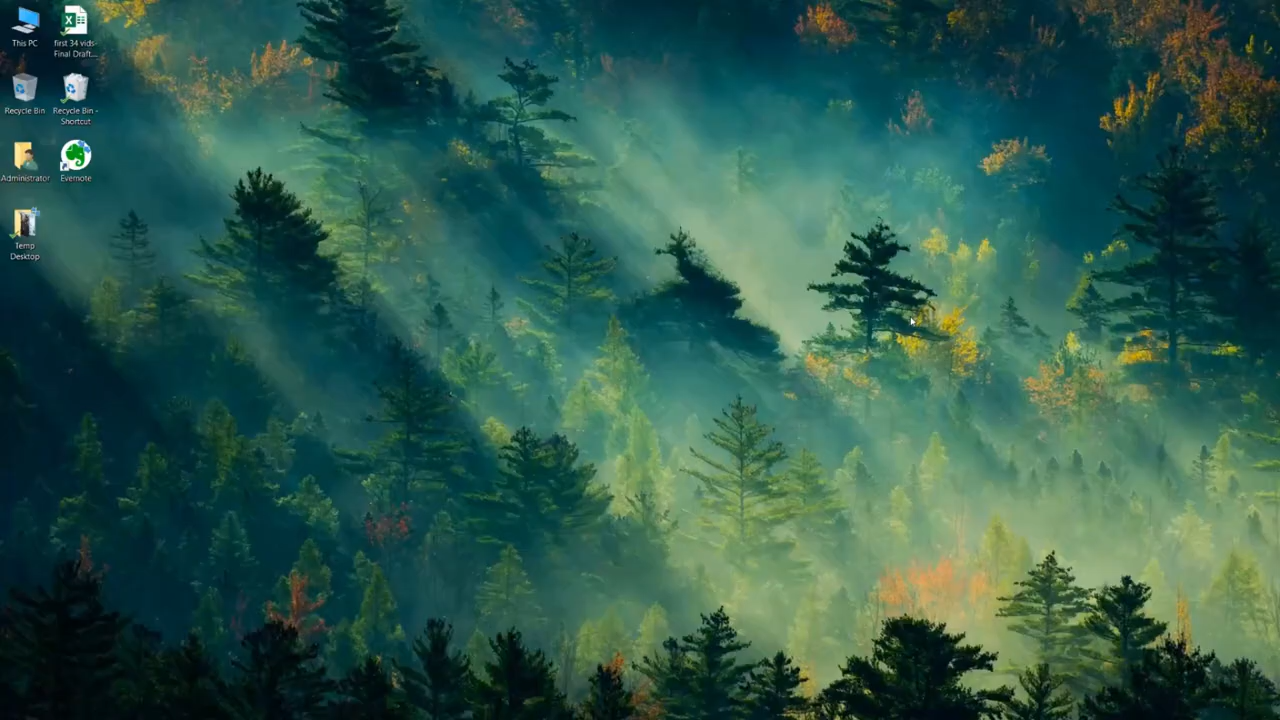 This PC
first 34 vids-
Final Draft...
Recycle Bin
Recycle Bin -
Shortcut
Administrator
Evernote
Temp
Desktop